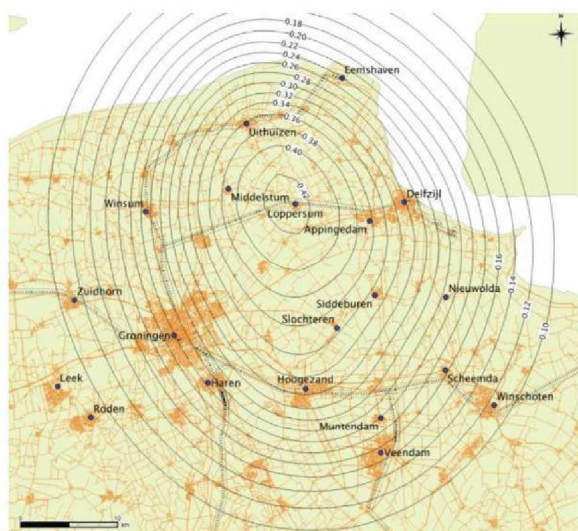 0.18
0.20
0.22
0.24
0.26
0.28
0.30
0.32
0.34
0.36
0.38
0.40
0.42
Eemshaven
Uithuizen
Middelstum
Loppersum
Delfzijl
Winsum
Appingedam
Zuidhorn
Siddeburen
Nieuwolda
0.16
0.14
0.12
0.10
Slochteren
Groningen
Leek
Haren
Hoogezand
Scheemda
Roden
Winschoten
Muntendam
Veendam